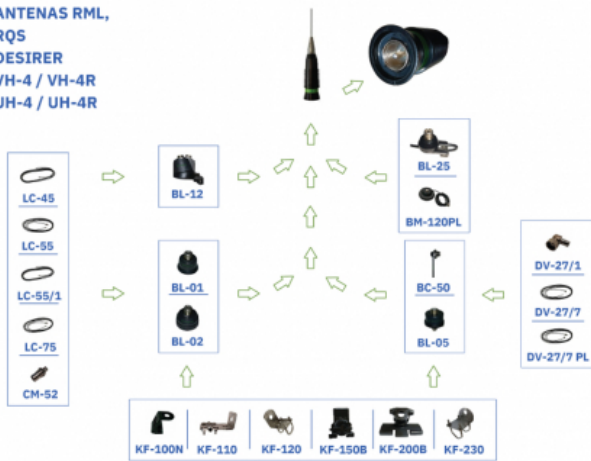 ANTENAS RML,
RQS
DESIRER
VH-4 / VH-4R
UH-4 / UH-4R
LC-45
LC-55
LC-55/1
LC-75
CM-52
BL-12
BL-01
BL-02
BL-25
BM-120PL
BC-50
BL-05
DV-27/1
DV-27/7
DV-27/7 PL
KF-100N
KF-110
KF-120
KF-150B
KF-200B
KF-230